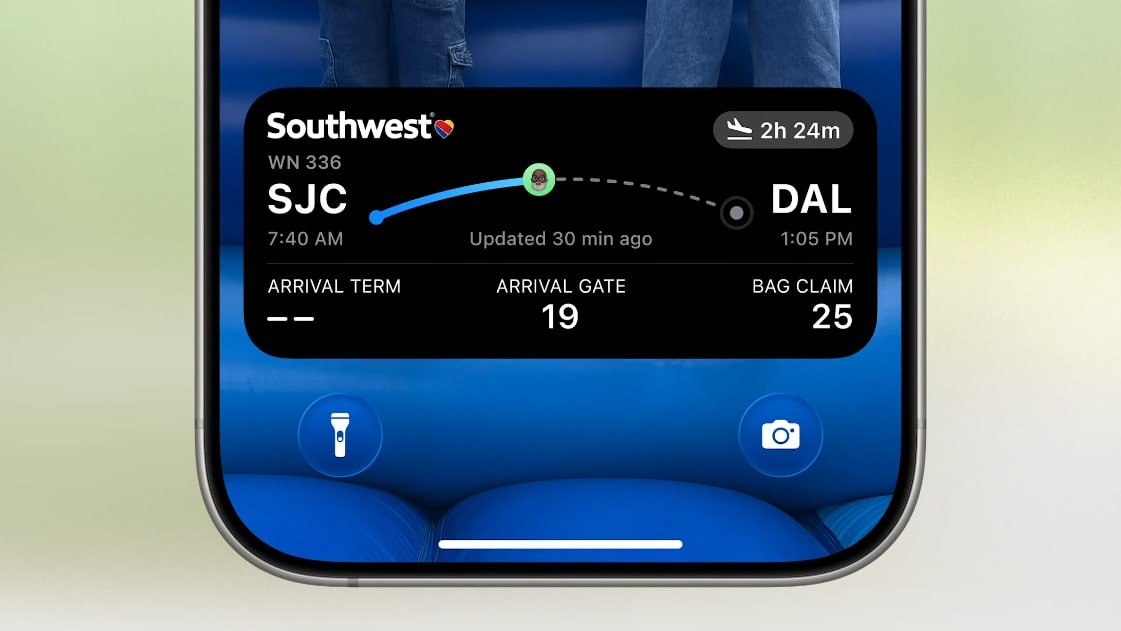 Southwest®
2h 24m
WN 336
SJC
DAL
7:40 AM
Updated 30 min ago
1:05 PM
ARRIVAL TERM
ARRIVAL GATE
BAG CLAIM
––
19
25